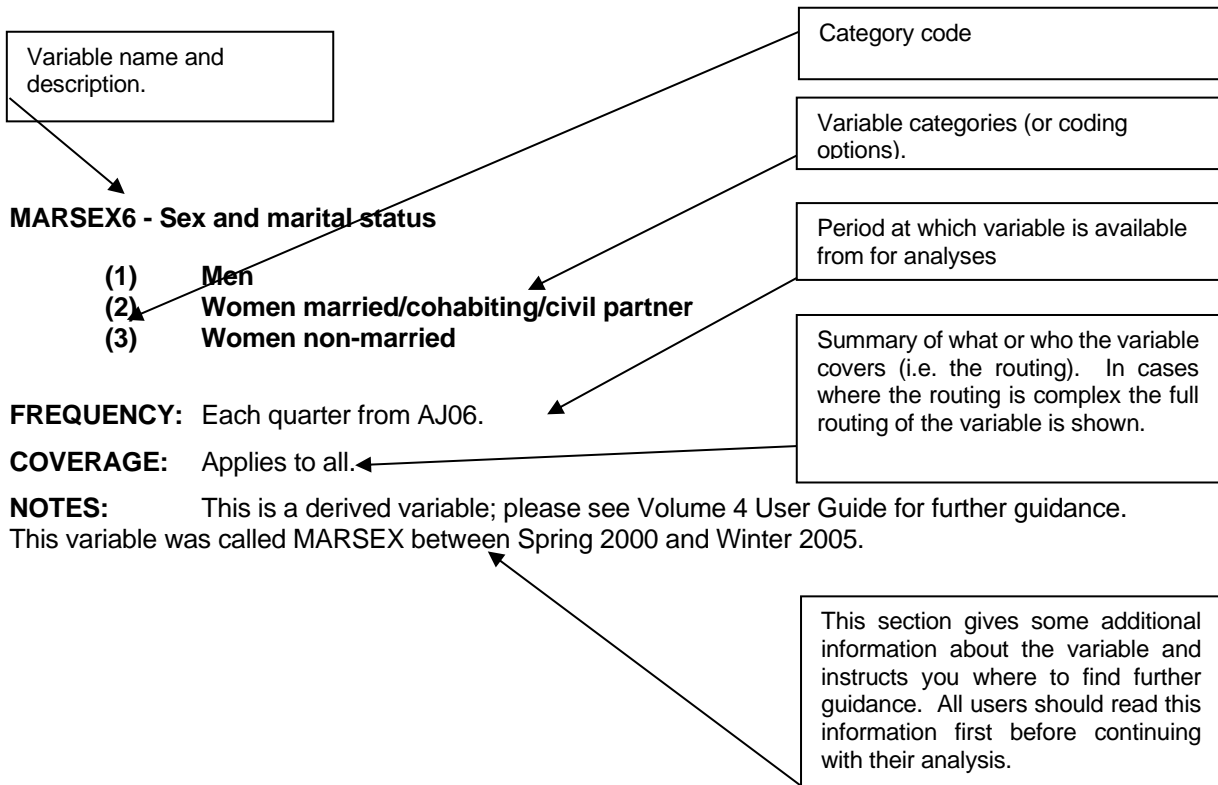 Variable name and
description.
Category code
Variable categories (or coding
options).
MARSEX6 - Sex and marital status
Period at which variable is available
from for analyses
(1) Men
(2) Women married/cohabiting/civil partner
(3) Women non-married
Summary of what or who the variable
covers (i.e. the routing). In cases
where the routing is complex the full
routing of the variable is shown.
FREQUENCY: Each quarter from AJ06.
COVERAGE: Applies to all.
NOTES: This is a derived variable; please see Volume 4 User Guide for further guidance.
This variable was called MARSEX between Spring 2000 and Winter 2005.
This section gives some additional
information about the variable and
instructs you where to find further
guidance. All users should read this
information first before continuing
with their analysis.